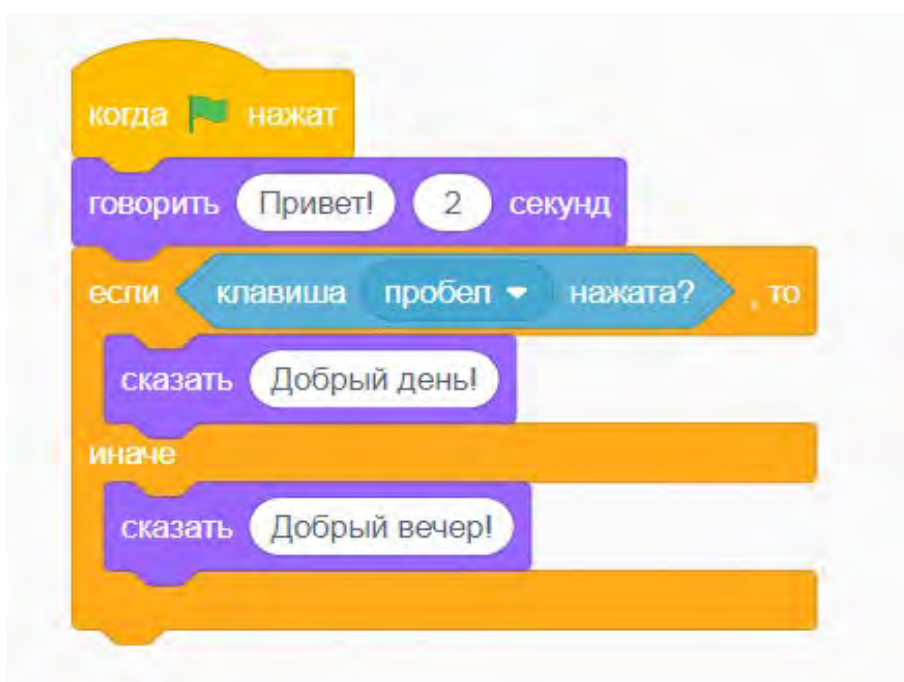 когда нажат
говорить Привет! 2 секунд
если клавиша пробел нажата? , то
сказать Добрый день!
иначе
сказать Добрый вечер!